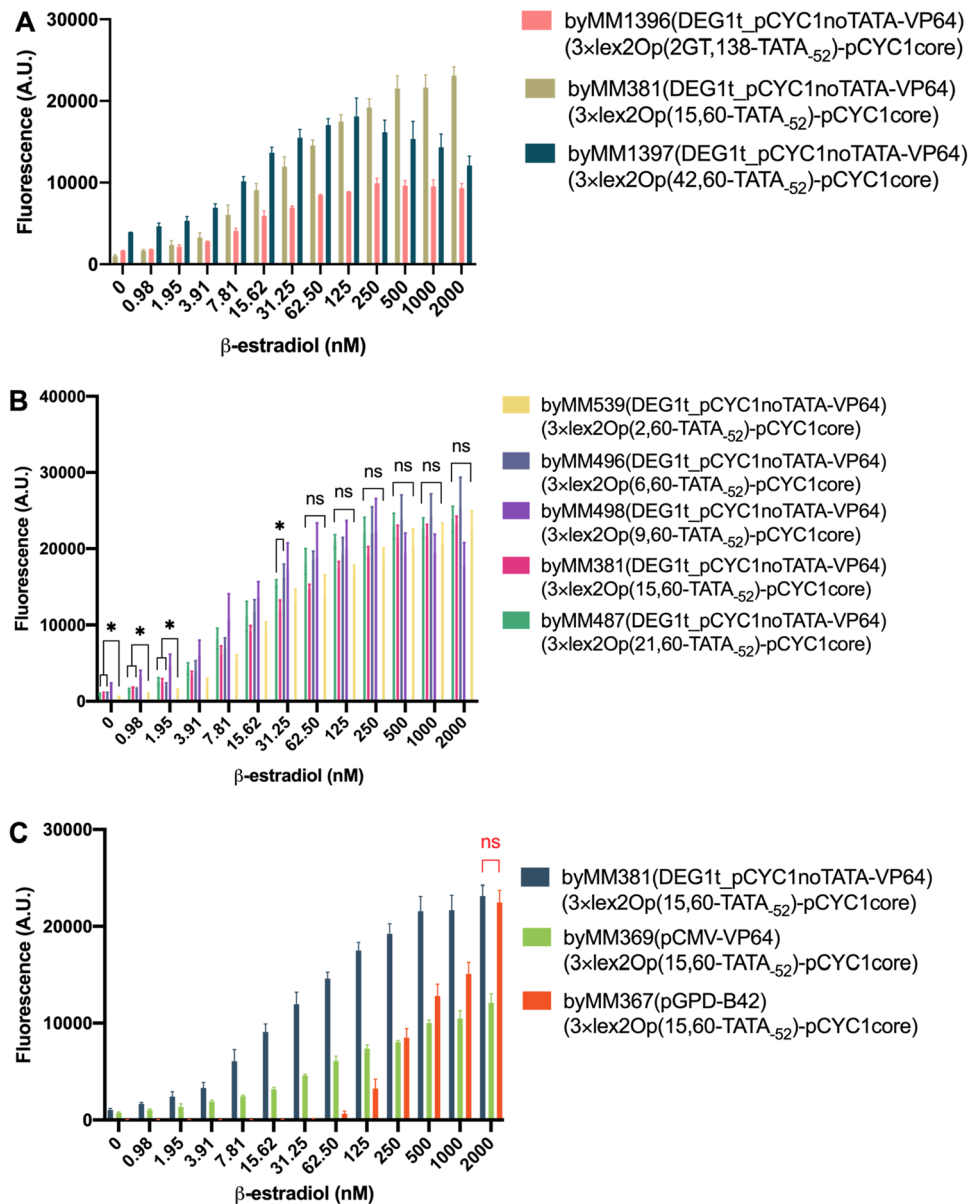 A
30000
20000
10000
0
Fluorescence (A.U.)
0
0.98
1.95
3.91
7.81
15.62
31.25
62.50
125
250
500
1000
2000
β-estradiol (nM)
byMM1396(DEG1t_pCYC1noTATA-VP64)
(3×lex2Op(2GT,138-TATA-52)-pCYC1core)
byMM381(DEG1t_pCYC1noTATA-VP64)
(3×lex2Op(15,60-TATA-52)-pCYC1core)
byMM1397(DEG1t_pCYC1noTATA-VP64)
(3×lex2Op(42,60-TATA-52)-pCYC1core)
B
40000
30000
20000
10000
0
Fluorescence (A.U.)
*
*
*
*
ns
ns
ns
ns
ns
ns
0
0.98
1.95
3.91
7.81
15.62
31.25
62.50
125
250
500
1000
2000
β-estradiol (nM)
byMM539(DEG1t_pCYC1noTATA-VP64)
(3×lex2Op(2,60-TATA-52)-pCYC1core)
byMM496(DEG1t_pCYC1noTATA-VP64)
(3×lex2Op(6,60-TATA-52)-pCYC1core)
byMM498(DEG1t_pCYC1noTATA-VP64)
(3×lex2Op(9,60-TATA-52)-pCYC1core)
byMM381(DEG1t_pCYC1noTATA-VP64)
(3×lex2Op(15,60-TATA-52)-pCYC1core)
byMM487(DEG1t_pCYC1noTATA-VP64)
(3×lex2Op(21,60-TATA-52)-pCYC1core)
C
30000
20000
10000
0
Fluorescence (A.U.)
ns
0
0.98
1.95
3.91
7.81
15.62
31.25
62.50
125
250
500
1000
2000
β-estradiol (nM)
byMM381(DEG1t_pCYC1noTATA-VP64)
(3×lex2Op(15,60-TATA-52)-pCYC1core)
byMM369(pCMV-VP64)
(3×lex2Op(15,60-TATA-52)-pCYC1core)
byMM367(pGPD-B42)
(3×lex2Op(15,60-TATA-52)-pCYC1core)